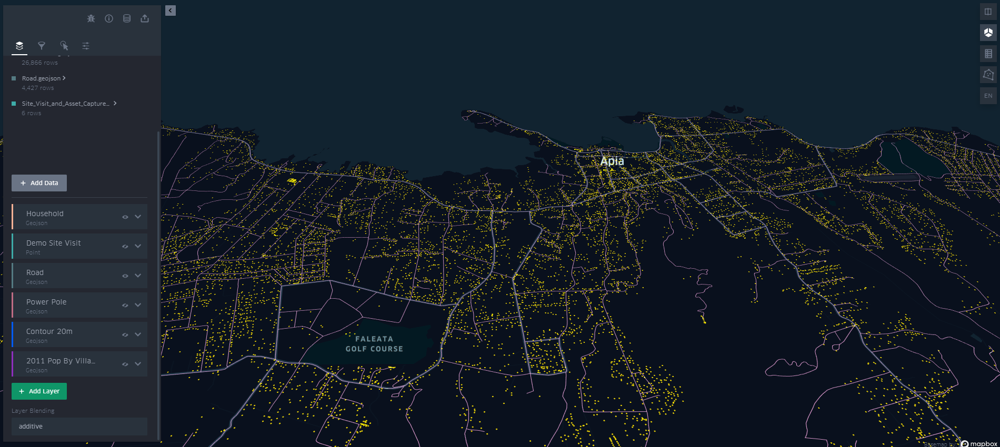 26,866 rows
Road.geojson
4,427 rows
Site_Visit_and_Asset_Capture...
6 rows
+ Add Data
Household
Geojson
Demo Site Visit
Point
Road
Geojson
Power Pole
Geojson
Contour 20m
Geojson
2011 Pop By Villa...
Geojson
+ Add Layer
Layer Blending
additive
Apia
FALEATA
GOLF COURSE
EN
Basemap by:
mapbox